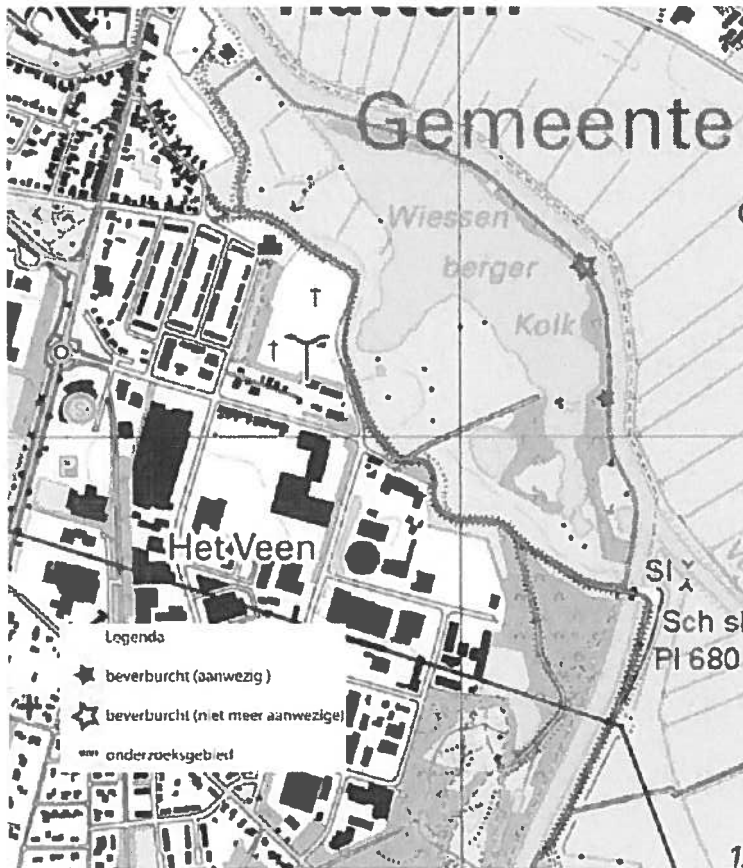 Hattem
Gemeente
Wiessen
berger
Kolk
Het Veen
Sl
Sch sl
Pl 680
Legenda
beverburcht (aanwezig )
beverburcht (niet meer aanwezige)
onderzoeksgebied